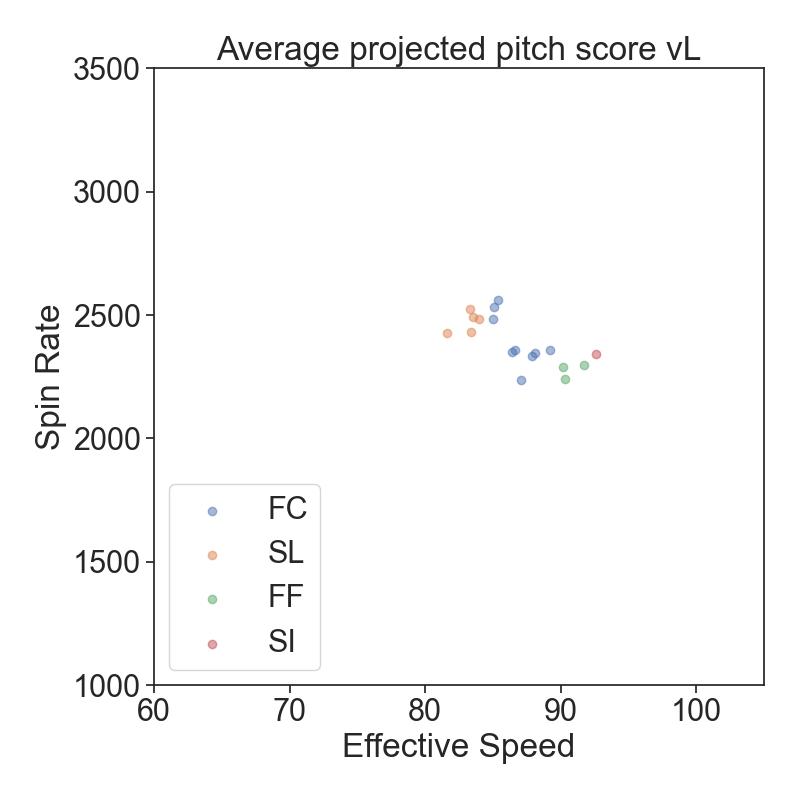 Average projected pitch score vL
3500
3000
2500
2000
1500
1000
Spin Rate
FC
SL
FF
SI
60 70 80 90 100
Effective Speed